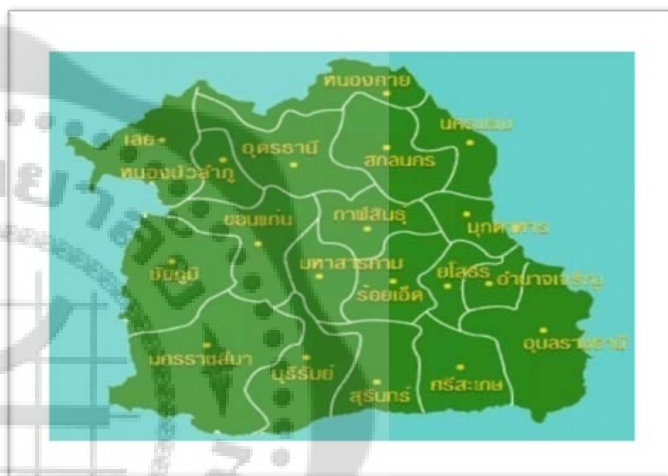 หนองคาย
นครพนม
เลย
อุดรธานี
สกลนคร
หนองบัวลำภู
ขอนแก่น
กาฬสินธุ์
มุกดาหาร
ชัยภูมิ
มหาสารคาม
ร้อยเอ็ด
ยโสธร
อำนาจเจริญ
นครราชสีมา
บุรีรัมย์
สุรินทร์
ศรีสะเกษ
อุบลราชธานี